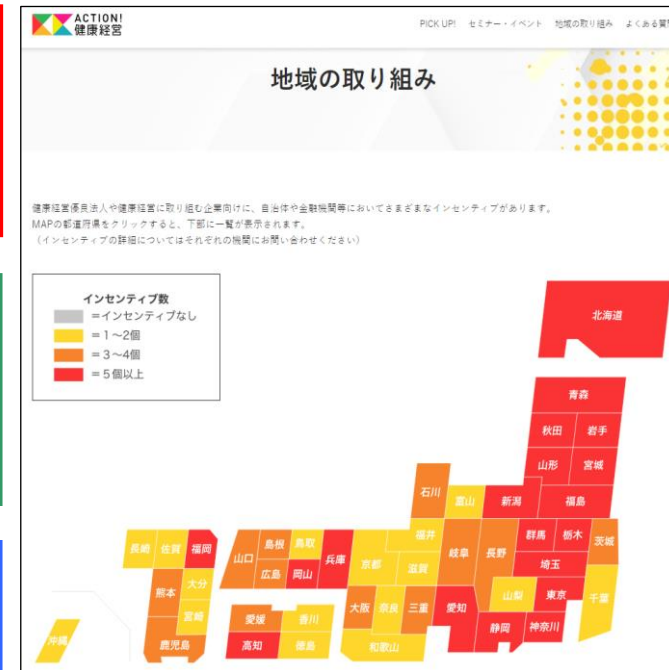 ACTION!
健康経営
PICK UP! セミナー・イベント 地域の取り組み よくある質問
地域の取り組み
健康経営優良法人や健康経営に取り組む企業向けに、自治体や金融機関等においてさまざまなインセンティブがあります。
MAPの都道府県をクリックすると、下部に一覧が表示されます。
（インセンティブの詳細についてはそれぞれの機関にお問い合わせください）
インセンティブ数
＝インセンティブなし
＝1～2個
＝3～4個
＝5個以上
北海道
青森
秋田 岩手
山形 宮城
石川 富山 新潟 福島
長崎 佐賀 福岡 山口 島根 鳥取 兵庫 京都 福井 岐阜 長野 群馬 栃木 茨城
熊本 大分 広島 岡山 滋賀 埼玉
宮崎 愛媛 香川 大阪 奈良 三重 愛知 山梨 東京 千葉
沖縄 鹿児島 高知 徳島 和歌山 静岡 神奈川